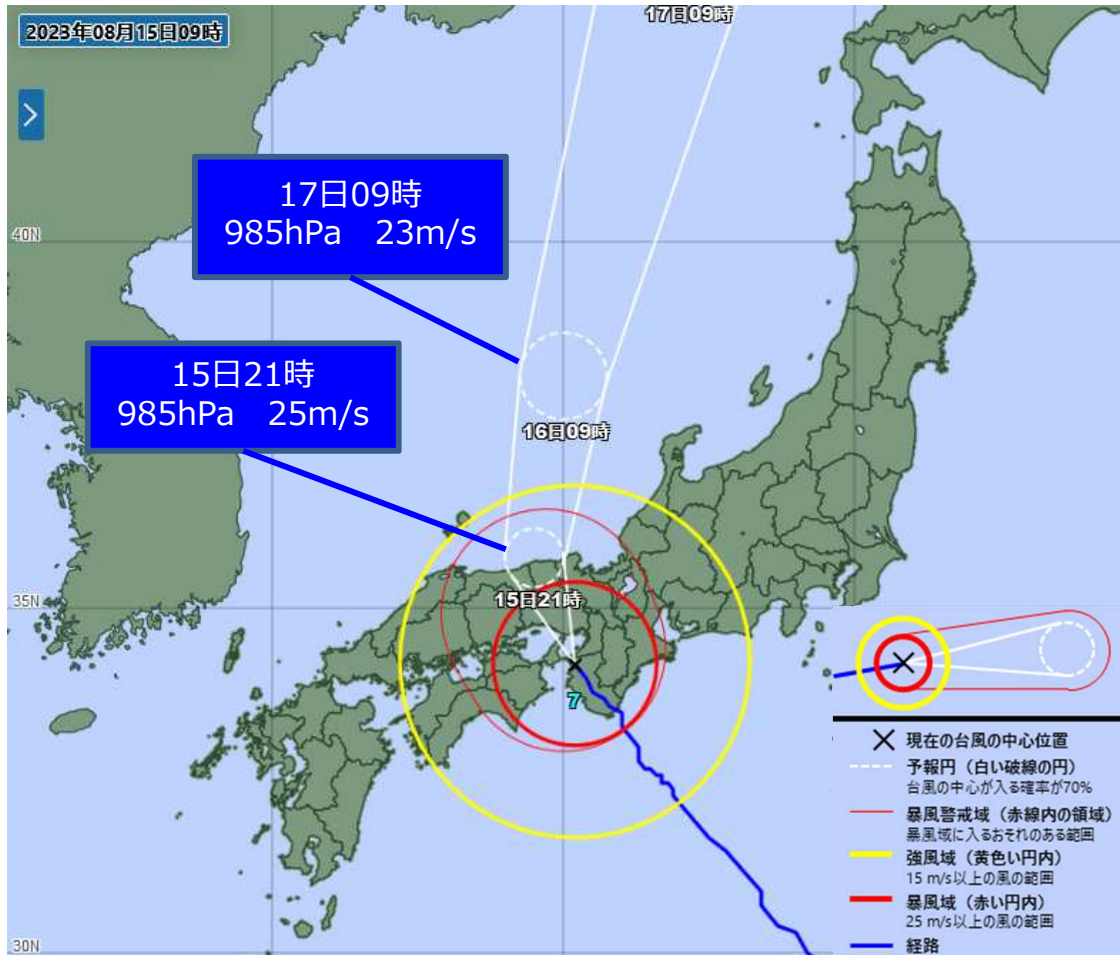 2023年08月15日09時
17日09時
17日09時
985hPa　23m/s
40N
15日21時
985hPa　25m/s
16日09時
35N
15日21時
7
現在の台風の中心位置
予報円（白い破線の円）
台風の中心が入る確率が70%
暴風警戒域（赤線内の領域）
暴風域に入るおそれのある範囲
強風域（黄色い円内）
15 m/s以上の風の範囲
暴風域（赤い円内）
25 m/s以上の風の範囲
経路
30N